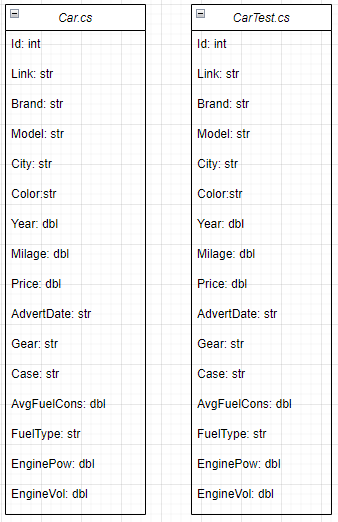 Car.cs
Id: int
Link: str
Brand: str
Model: str
City: str
Color:str
Year: dbl
Milage: dbl
Price: dbl
AdvertDate: str
Gear: str
Case: str
AvgFuelCons: dbl
FuelType: str
EnginePow: dbl
EngineVol: dbl
CarTest.cs
Id: int
Link: str
Brand: str
Model: str
City: str
Color:str
Year: dbl
Milage: dbl
Price: dbl
AdvertDate: str
Gear: str
Case: str
AvgFuelCons: dbl
FuelType: str
EnginePow: dbl
EngineVol: dbl